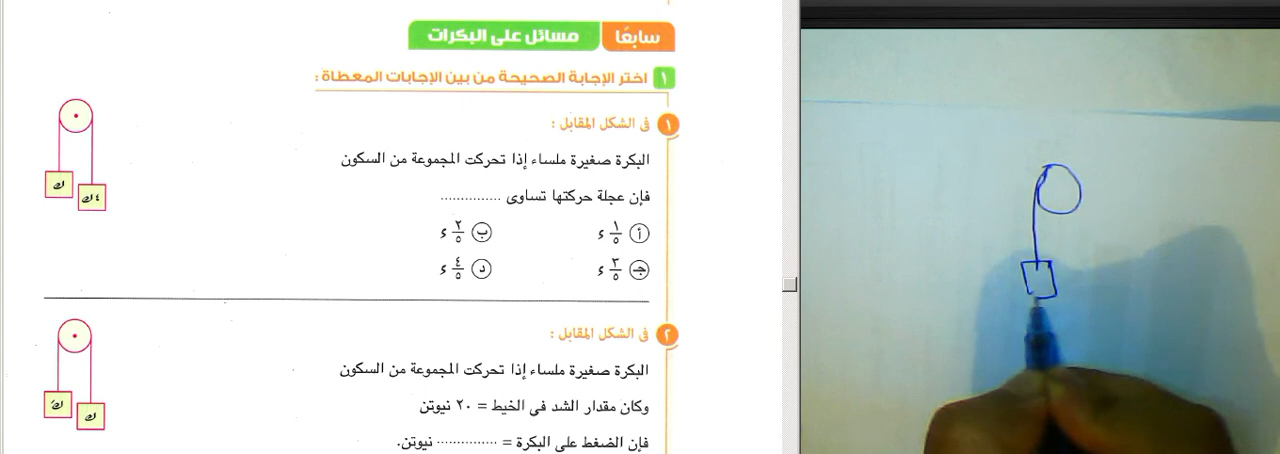 سابعًا مسائل على البكرات
١ اختر الإجابة الصحيحة من بين الإجابات المعطاة :
١ فى الشكل المقابل :
البكرة صغيرة ملساء إذا تحركت المجموعة من السكون
فإن عجلة حركتها تساوى ...............
أ ١/٥ ء ب ٢/٥ ء
جـ ٣/٥ ء د ٤/٥ ء
ك
٤ ك
٢ فى الشكل المقابل :
البكرة صغيرة ملساء إذا تحركت المجموعة من السكون
وكان مقدار الشد فى الخيط = ٢٠ نيوتن
فإن الضغط على البكرة = ............... نيوتن.
كَ
ك